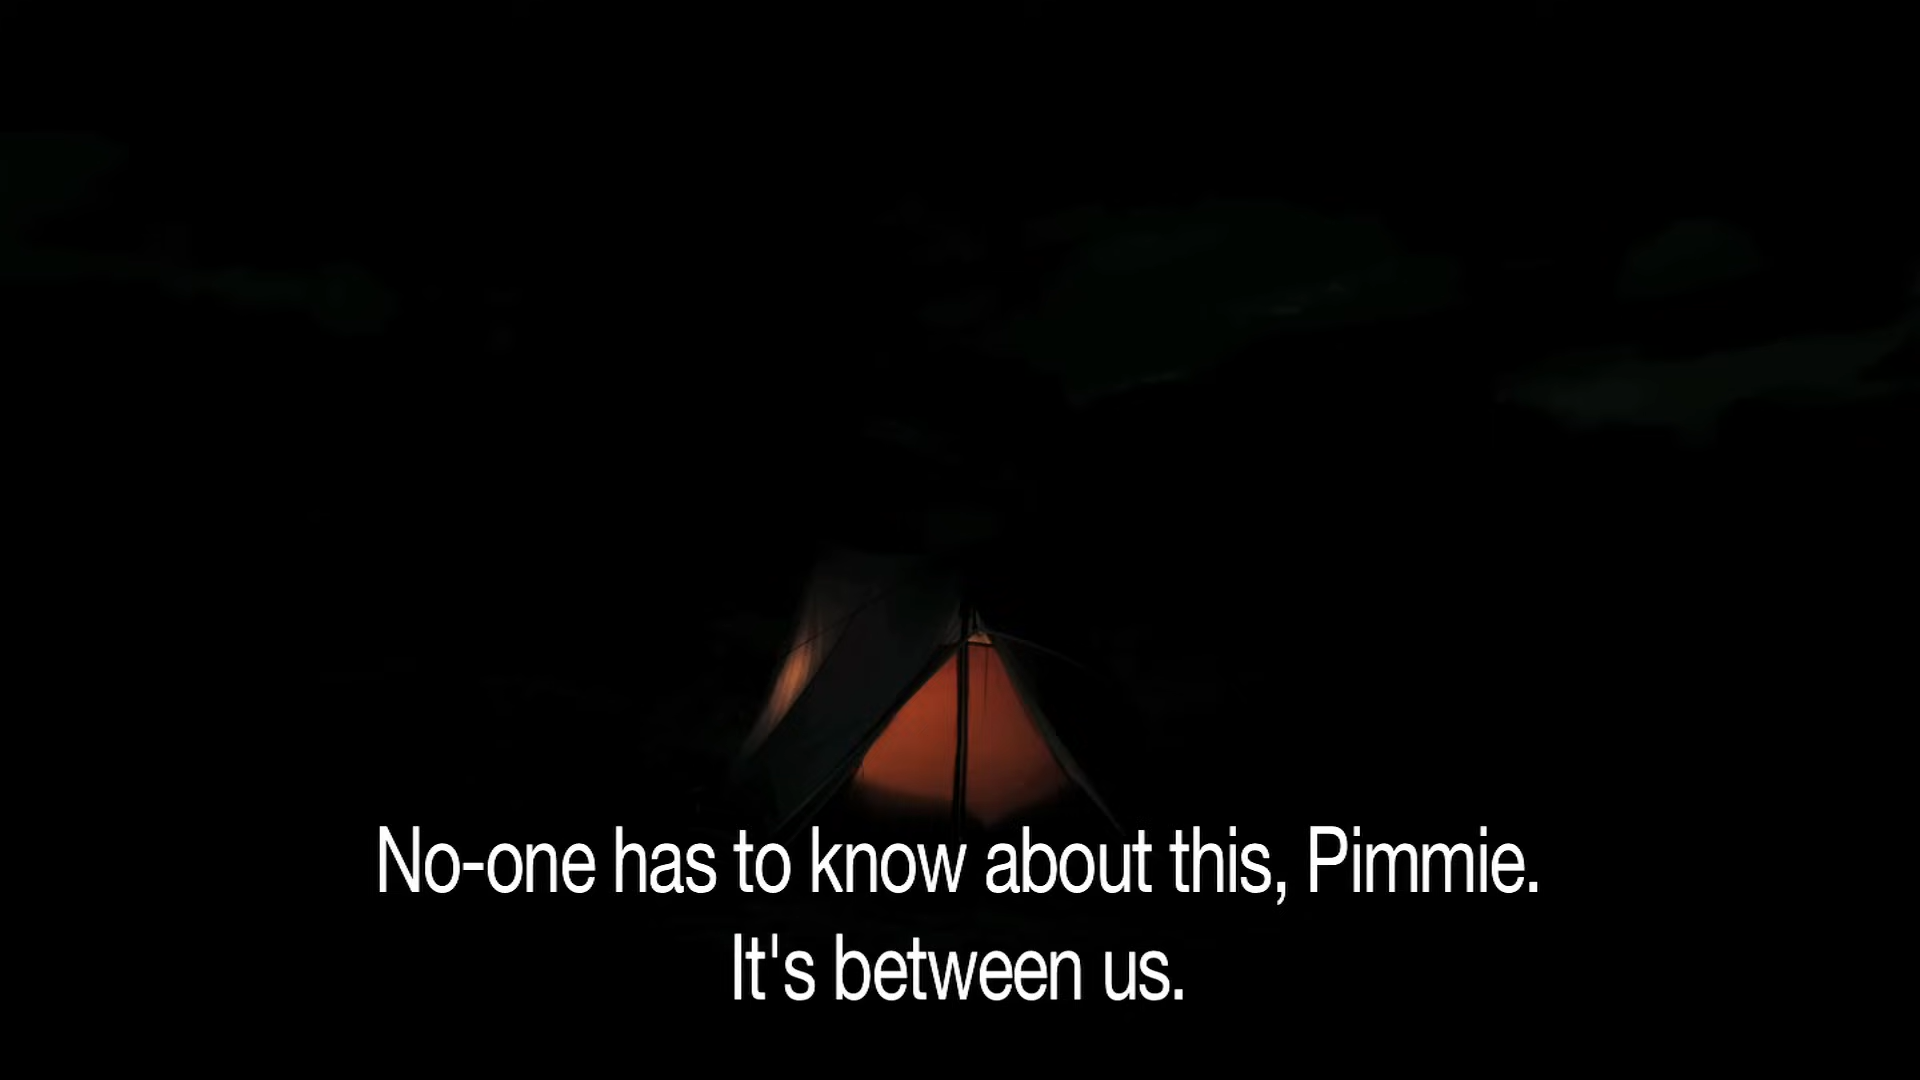 No-one has to know about this, Pimmie.
It's between us.